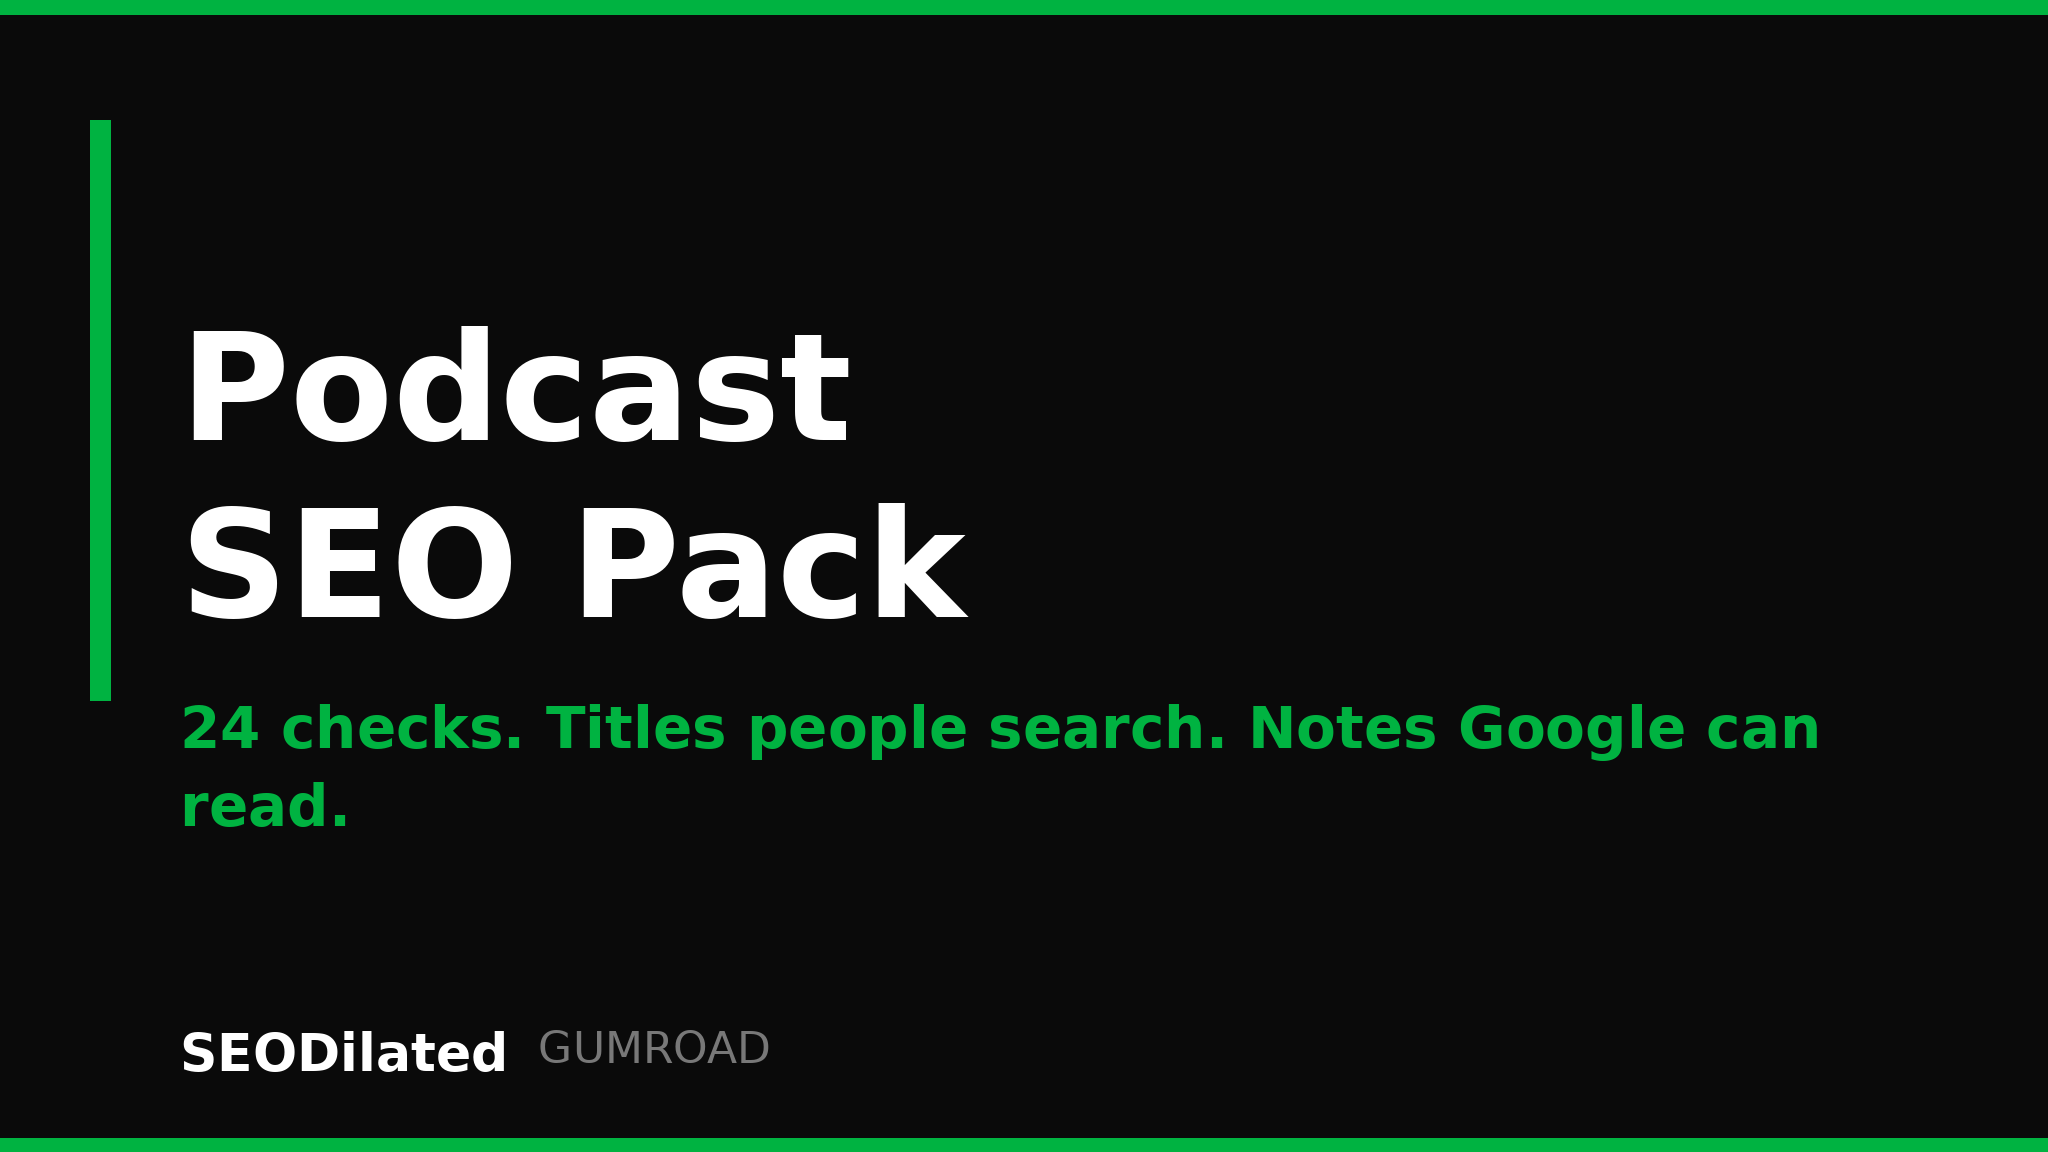 Podcast
SEO Pack
24 checks. Titles people search. Notes Google can
read.
SEODilated GUMROAD